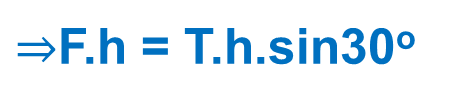 ⇒F.h = T.h.sin30º